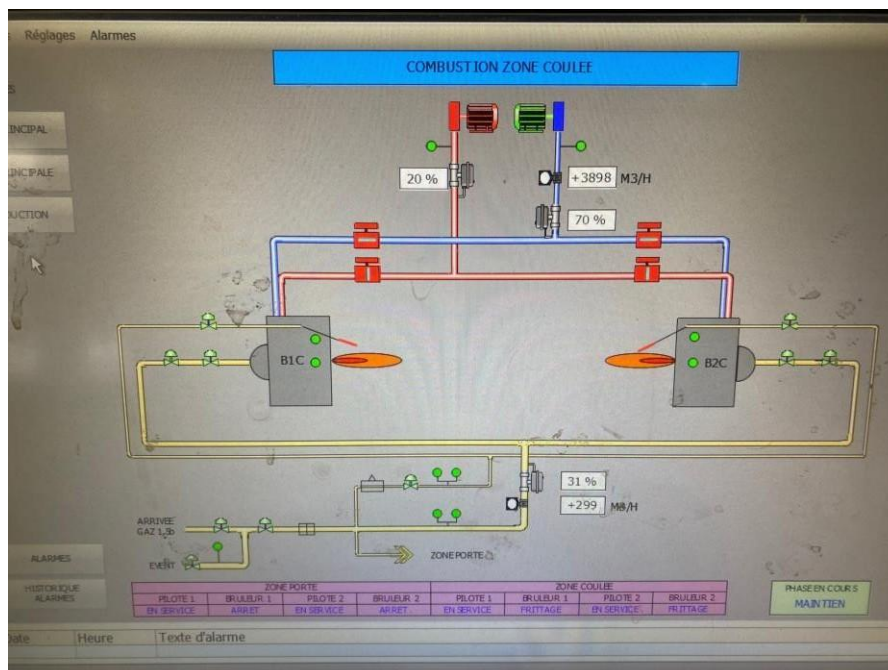 Réglages Alarmes
COMBUSTION ZONE COULEE
INCIPAL
20 %
+3898 M3/H
INCIPALE
70 %
DUCTION
B1C
B2C
31 %
+299 M3/H
ARRIVEE
GAZ 1,3b
EVENT
ZONE PORTE
ALARMES
HISTORIQUE
ALARMES
ZONE PORTE ZONE COULEE
PILOTE 1 BRULEUR 1 PILOTE 2 BRULEUR 2 PILOTE 1 BRULEUR 1 PILOTE 2 BRULEUR 2
EN SERVICE ARRET EN SERVICE ARRET EN SERVICE FRITTAGE EN SERVICE FRITTAGE
PHASE EN COURS
MAINTIEN
Date Heure Texte d'alarme